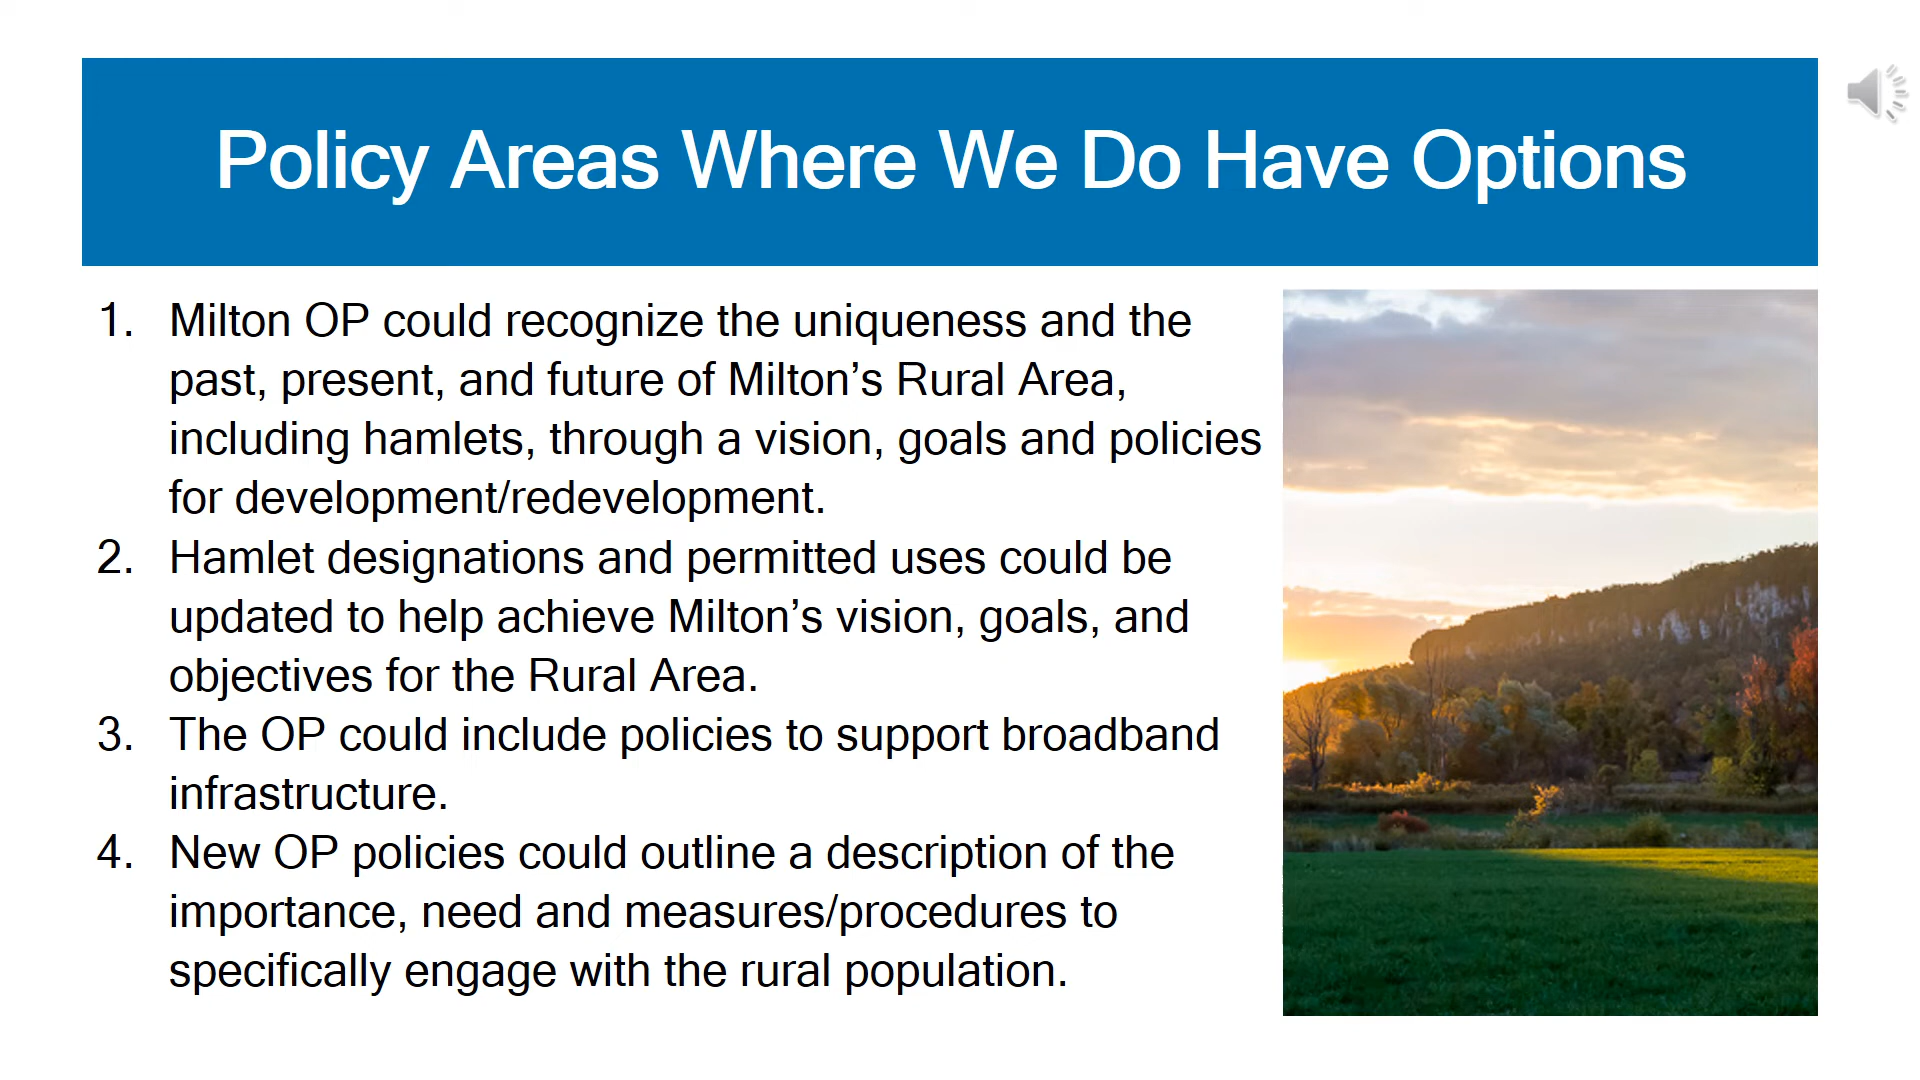 Policy Areas Where We Do Have Options
1. Milton OP could recognize the uniqueness and the
past, present, and future of Milton’s Rural Area,
including hamlets, through a vision, goals and policies
for development/redevelopment.
2. Hamlet designations and permitted uses could be
updated to help achieve Milton’s vision, goals, and
objectives for the Rural Area.
3. The OP could include policies to support broadband
infrastructure.
4. New OP policies could outline a description of the
importance, need and measures/procedures to
specifically engage with the rural population.